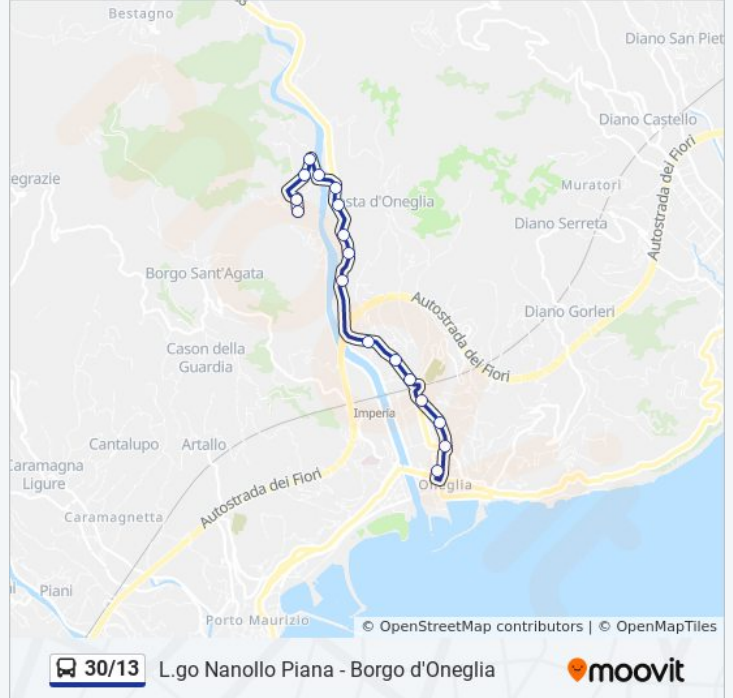 Bestagno
Diano San Piet
Diano Castello
egrazie
Muratori
osta d'Oneglia
Diano Serreta
Autostrada dei Fiori
Borgo Sant'Agata
Autostrada dei Fiori
Diano Gorleri
Cason della
Guardia
Imperia
Cantalupo
Artallo
Caramagna
Ligure
Autostrada dei Fiori
Oneglia
Caramagnetta
Piani
Porto Maurizio
© OpenStreetMap contributors | © OpenMapTiles
30/13
L.go Nanollo Piana - Borgo d'Oneglia
moovit